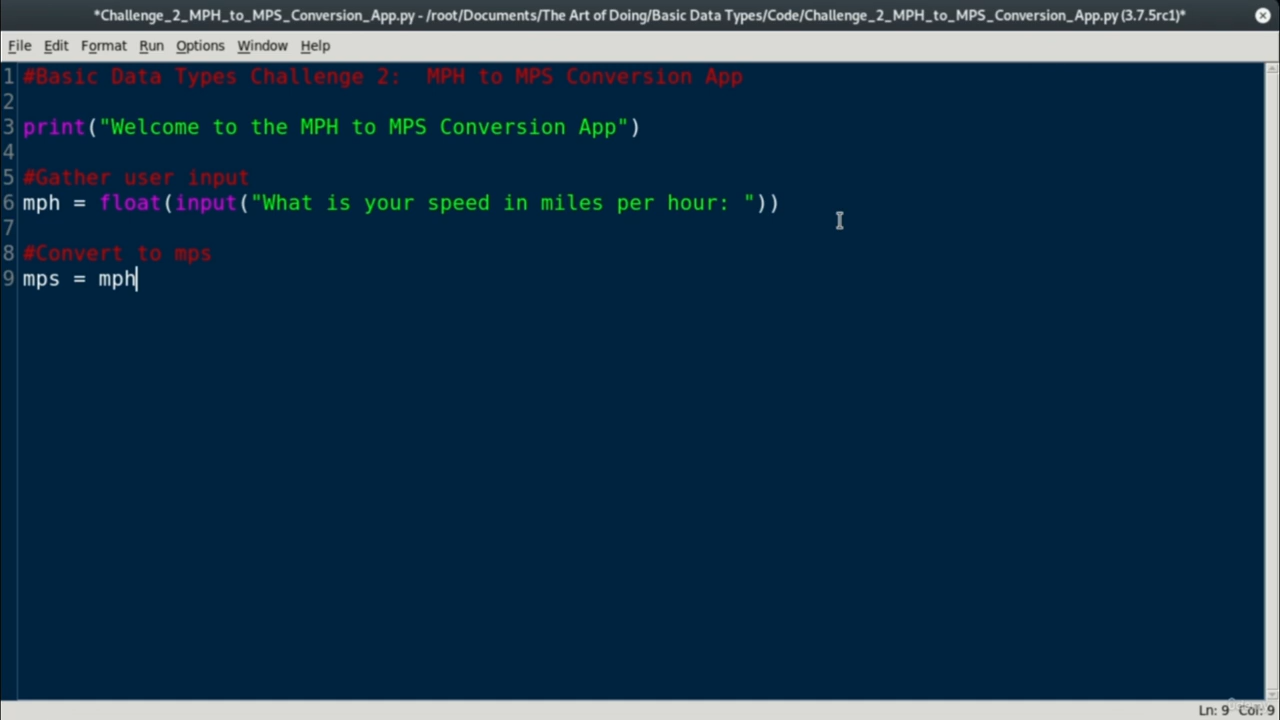 *Challenge_2_MPH_to_MPS_Conversion_App.py - /root/Documents/The Art of Doing/Basic Data Types/Code/Challenge_2_MPH_to_MPS_Conversion_App.py (3.7.5rc1)*
File Edit Format Run Options Window Help
1 #Basic Data Types Challenge 2:  MPH to MPS Conversion App
2
3 print("Welcome to the MPH to MPS Conversion App")
4
5 #Gather user input
6 mph = float(input("What is your speed in miles per hour: "))
7
8 #Convert to mps
9 mps = mph
Ln: 9 Col: 9